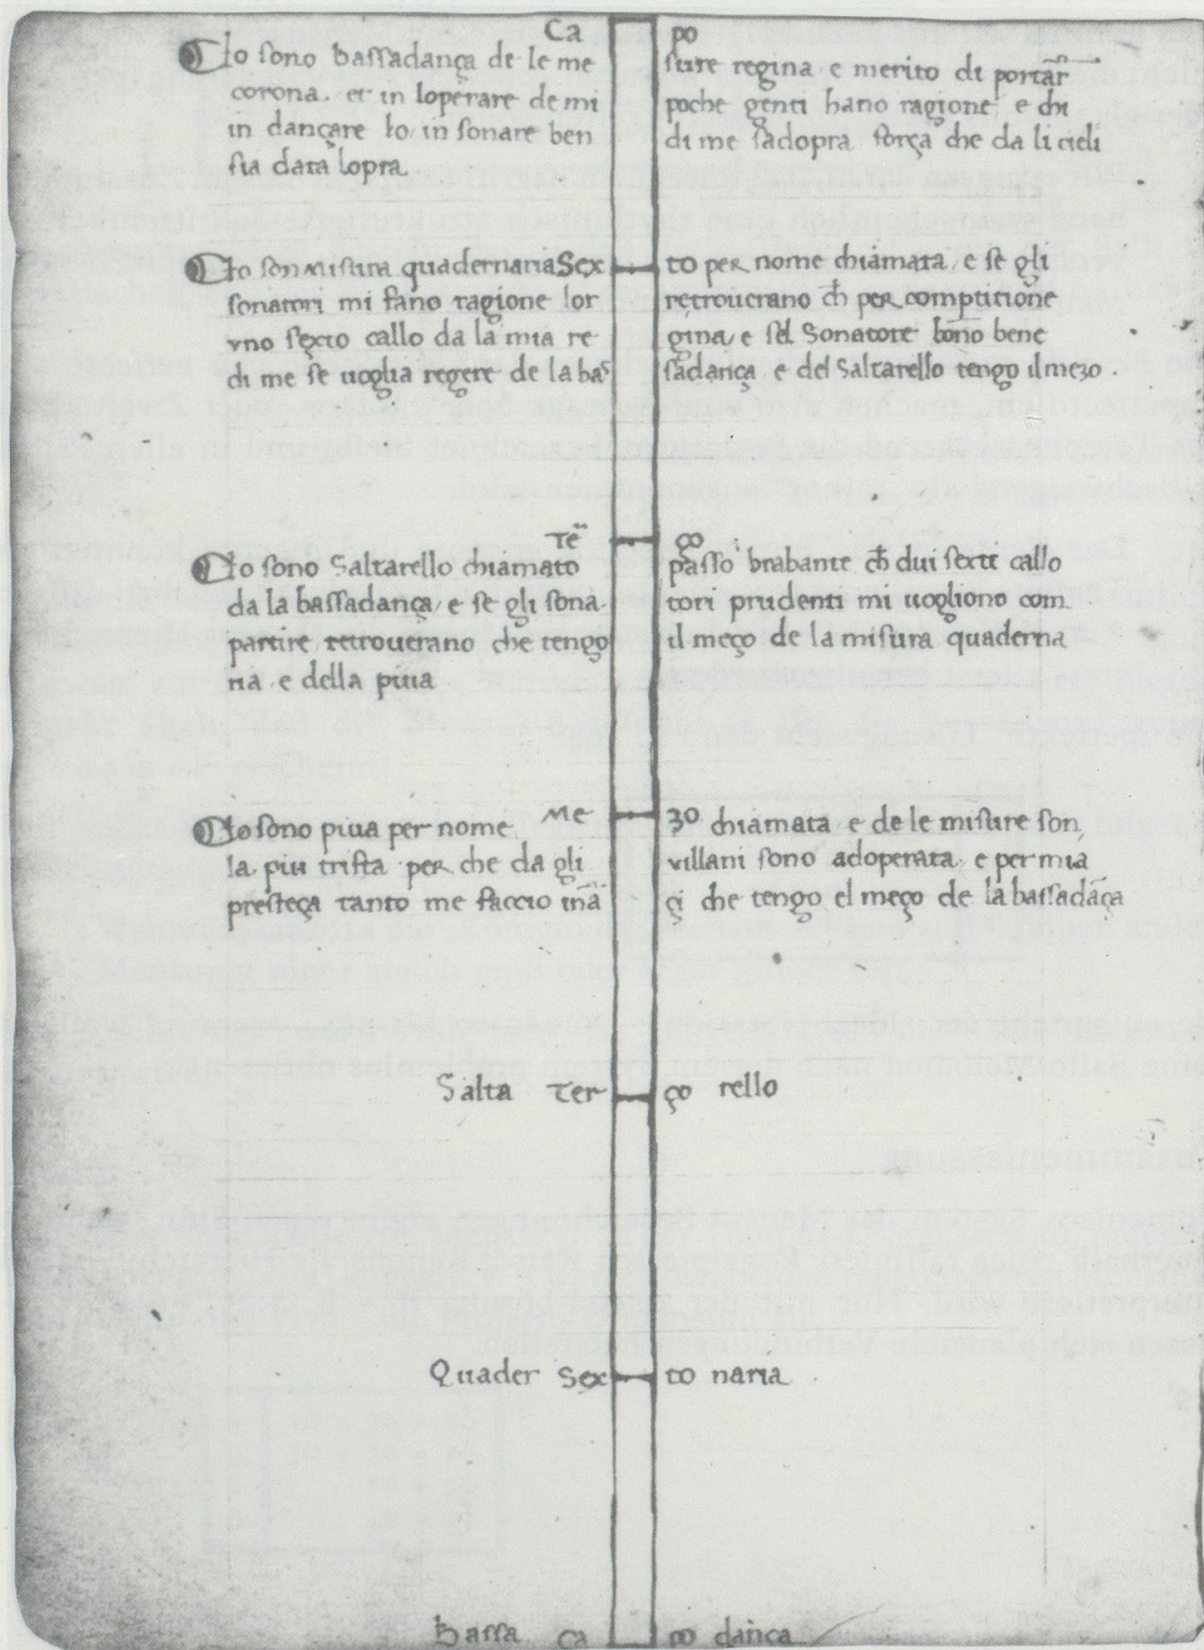 Ca po
Io sono bassadança de le me sure regina e merito di portar̃
corona. et in loperare de mi poche genti hano ragione e chi
in dançare ło in sonare ben di me sadopra força che da li cieli
sia data lopra
Io son misura quadernaria Sex to per nome chiamata e se gli
sonatori mi fano ragione lor retrouerano ch̄ per comptitione
vno sexto callo da la mia re gina e sel Sonatore bōno bene
di me se uoglia regere de la bas sadança e del Saltarello tengo il mezo.
Tē ço
Io sono Saltarello chiamato passo brabante ch̄ dui sexti callo
da la bassadança e se gli sona tori prudenti mi uogliono com
partire retrouerano che tengo il meço de la misura quaderna
ria e della piua
Me zo
Io sono piua per nome chiamata e de le misure son
la piu trista per che da gli villani sono adoperata e per mia
presteça tanto me faccio inā çi che tengo el meço de la bassadāça
Salta Ter ço rello
Quader Sex to naria
Bassa Ca po dança